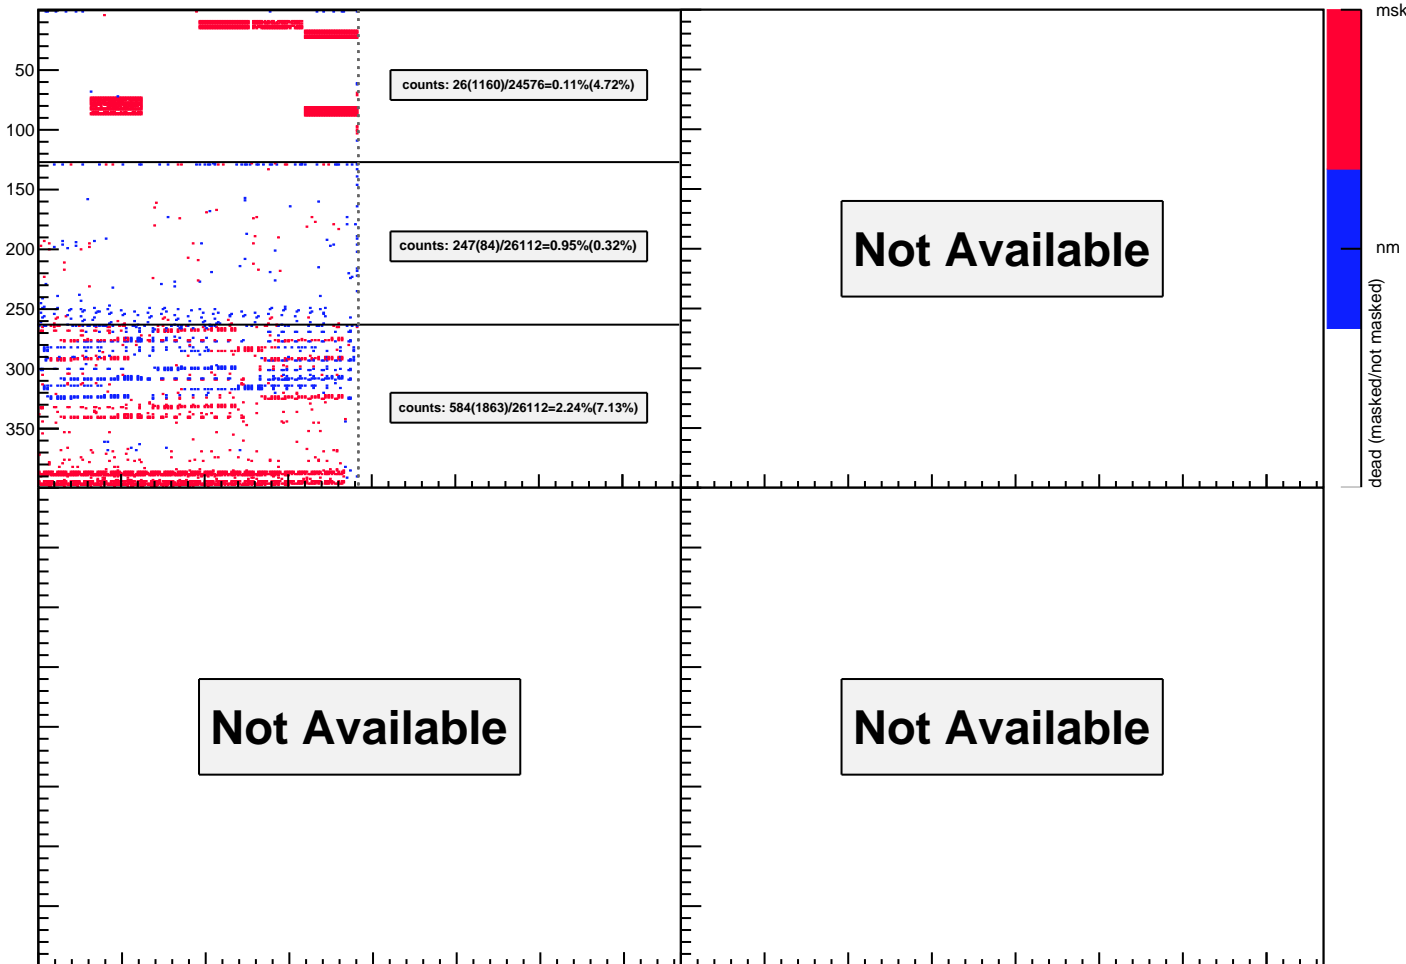 msk
50
counts: 26(1160)/24576=0.11%(4.72%)
100
150
200
counts: 247(84)/26112=0.95%(0.32%)
Not Available
nm
250
300
350
counts: 584(1863)/26112=2.24%(7.13%)
dead (masked/not masked)
Not Available
Not Available